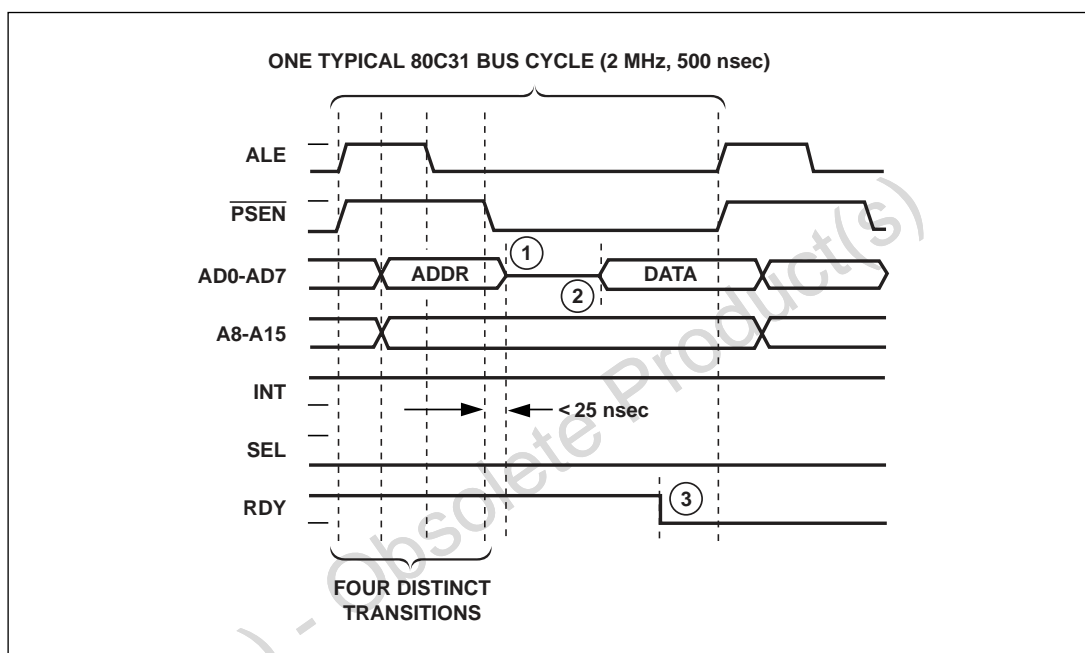 ONE TYPICAL 80C31 BUS CYCLE (2 MHz, 500 nsec)
ALE
PSEN
AD0-AD7
ADDR
1
2
DATA
A8-A15
INT
< 25 nsec
SEL
RDY
3
FOUR DISTINCT
TRANSITIONS
) - Obsolete Product(s)